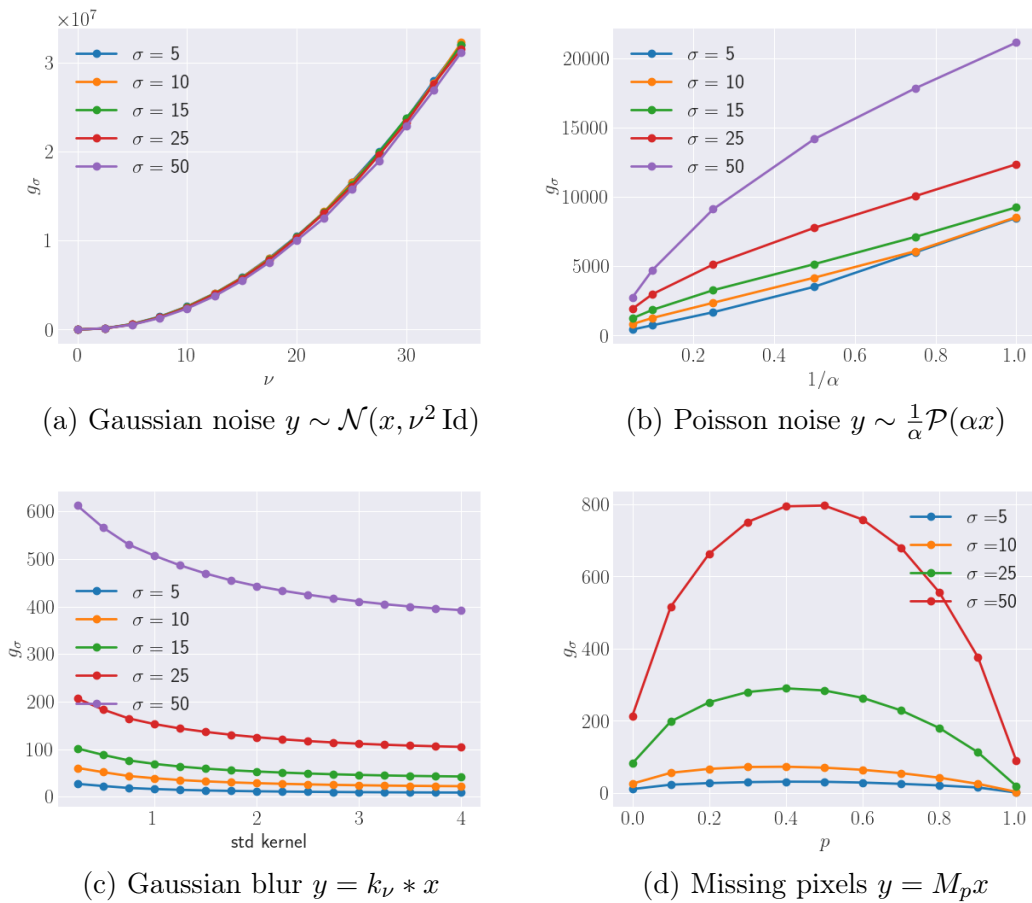 ×10⁷
3
2
1
0
g_σ
σ = 5
σ = 10
σ = 15
σ = 25
σ = 50
0 10 20 30
ν
(a) Gaussian noise y ∼ 𝒩(x, ν² Id)
20000
15000
10000
5000
0
g_σ
σ = 5
σ = 10
σ = 15
σ = 25
σ = 50
0.2 0.4 0.6 0.8 1.0
1/α
(b) Poisson noise y ∼ 1/α 𝒫(αx)
600
500
400
300
200
100
0
g_σ
σ = 5
σ = 10
σ = 15
σ = 25
σ = 50
1 2 3 4
std kernel
(c) Gaussian blur y = k_ν ∗ x
800
600
400
200
0
g_σ
σ =5
σ =10
σ =25
σ =50
0.0 0.2 0.4 0.6 0.8 1.0
p
(d) Missing pixels y = M_p x